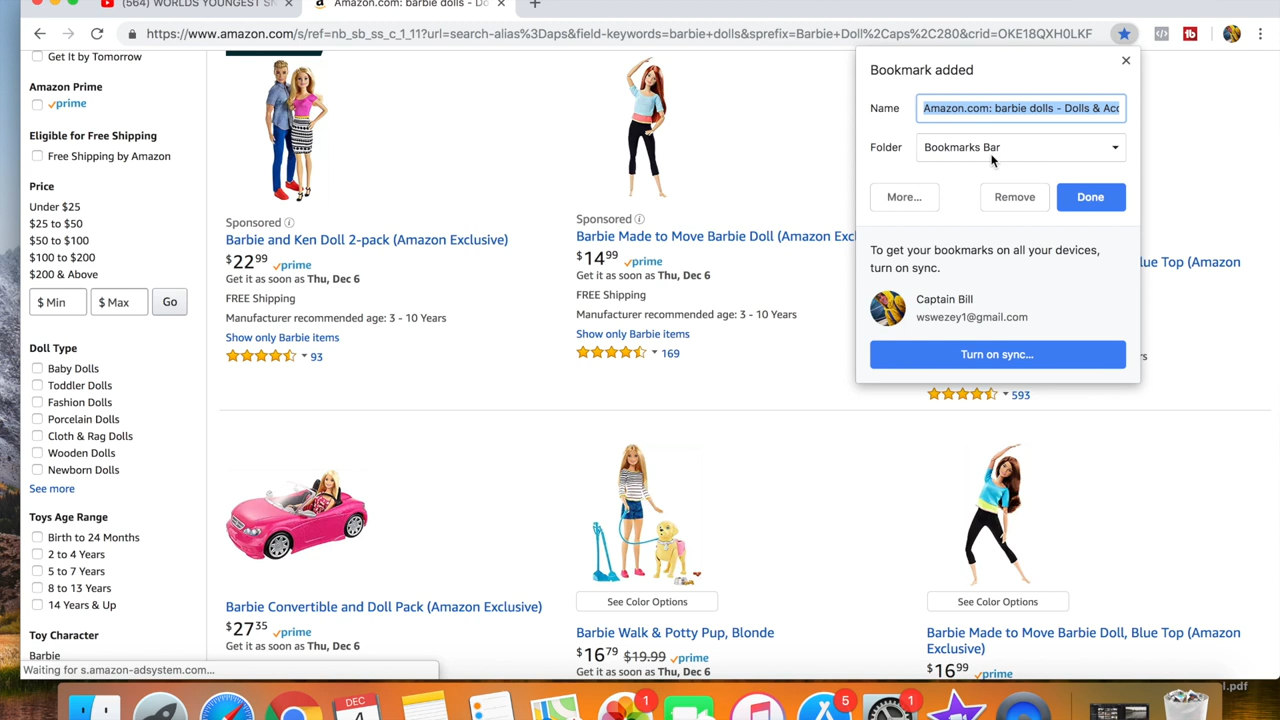 (564) WORLDS YOUNGEST SN
Amazon.com: barbie dolls - Do
https://www.amazon.com/s/ref=nb_sb_ss_c_1_11?url=search-alias%3Daps&field-keywords=barbie+dolls&sprefix=Barbie+Doll%2Caps%2C280&crid=OKE18QXH0LKF
Get It by Tomorrow
Amazon Prime
prime
Eligible for Free Shipping
Free Shipping by Amazon
Price
Under $25
$25 to $50
$50 to $100
$100 to $200
$200 & Above
$ Min $ Max Go
Doll Type
Baby Dolls
Toddler Dolls
Fashion Dolls
Porcelain Dolls
Cloth & Rag Dolls
Wooden Dolls
Newborn Dolls
See more
Toys Age Range
Birth to 24 Months
2 to 4 Years
5 to 7 Years
8 to 13 Years
14 Years & Up
Toy Character
Barbie
Waiting for s.amazon-adsystem.com...
Sponsored
Barbie and Ken Doll 2-pack (Amazon Exclusive)
$22 99 prime
Get it as soon as Thu, Dec 6
FREE Shipping
Manufacturer recommended age: 3 - 10 Years
Show only Barbie items
93
Sponsored
Barbie Made to Move Barbie Doll (Amazon Excl
$14 99 prime
Get it as soon as Thu, Dec 6
FREE Shipping
Manufacturer recommended age: 3 - 10 Years
Show only Barbie items
169
Bookmark added
Name Amazon.com: barbie dolls - Dolls & Acc
Folder Bookmarks Bar
More... Remove Done
To get your bookmarks on all your devices,
turn on sync.
Captain Bill
wswezey1@gmail.com
Turn on sync...
lue Top (Amazon
rs
593
Barbie Convertible and Doll Pack (Amazon Exclusive)
$27 35 prime
Get it as soon as Thu, Dec 6
See Color Options
Barbie Walk & Potty Pup, Blonde
$16 79 $19.99 prime
Get it as soon as Thu, Dec 6
See Color Options
Barbie Made to Move Barbie Doll, Blue Top (Amazon
Exclusive)
$16 99 prime
l.pdf
DEC
4
1
5
1